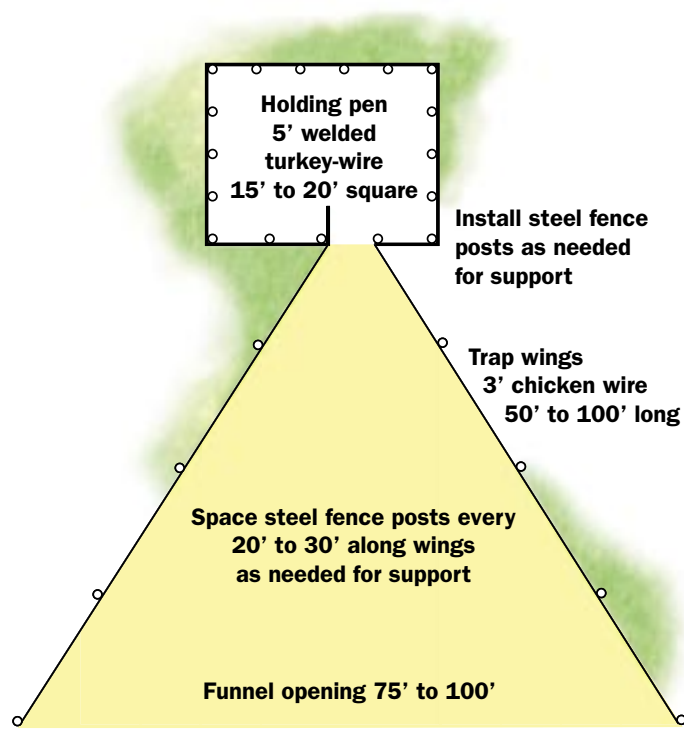 Holding pen
5’ welded
turkey-wire
15’ to 20’ square
Install steel fence
posts as needed
for support
Trap wings
3’ chicken wire
50’ to 100’ long
Space steel fence posts every
20’ to 30’ along wings
as needed for support
Funnel opening 75’ to 100’